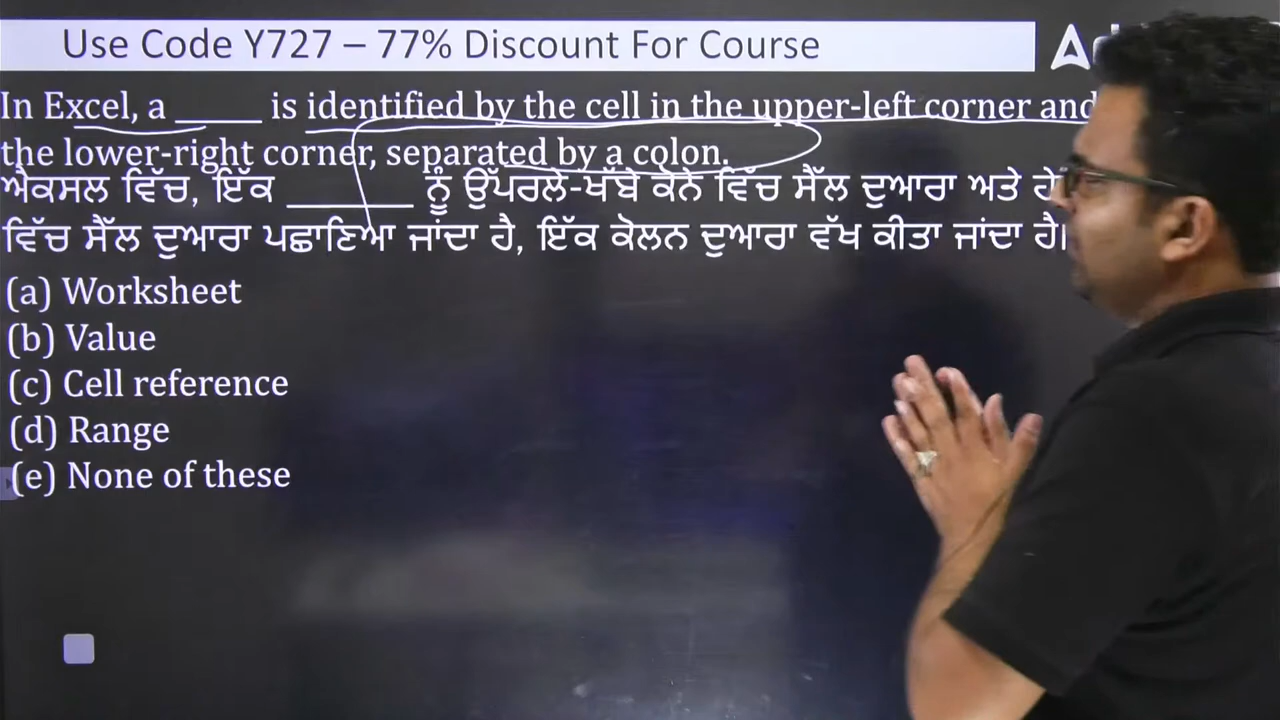 Use Code Y727 – 77% Discount For Course
In Excel, a _____ is identified by the cell in the upper-left corner and
the lower-right corner, separated by a colon.
ਐਕਸਲ ਵਿੱਚ, ਇੱਕ ________ ਨੂੰ ਉੱਪਰਲੇ-ਖੱਬੇ ਕੋਨੇ ਵਿੱਚ ਸੈੱਲ ਦੁਆਰਾ ਅਤੇ
ਵਿੱਚ ਸੈੱਲ ਦੁਆਰਾ ਪਛਾਣਿਆ ਜਾਂਦਾ ਹੈ, ਇੱਕ ਕੋਲਨ ਦੁਆਰਾ ਵੱਖ ਕੀਤਾ ਜਾਂਦਾ ਹੈ।
(a) Worksheet
(b) Value
(c) Cell reference
(d) Range
(e) None of these